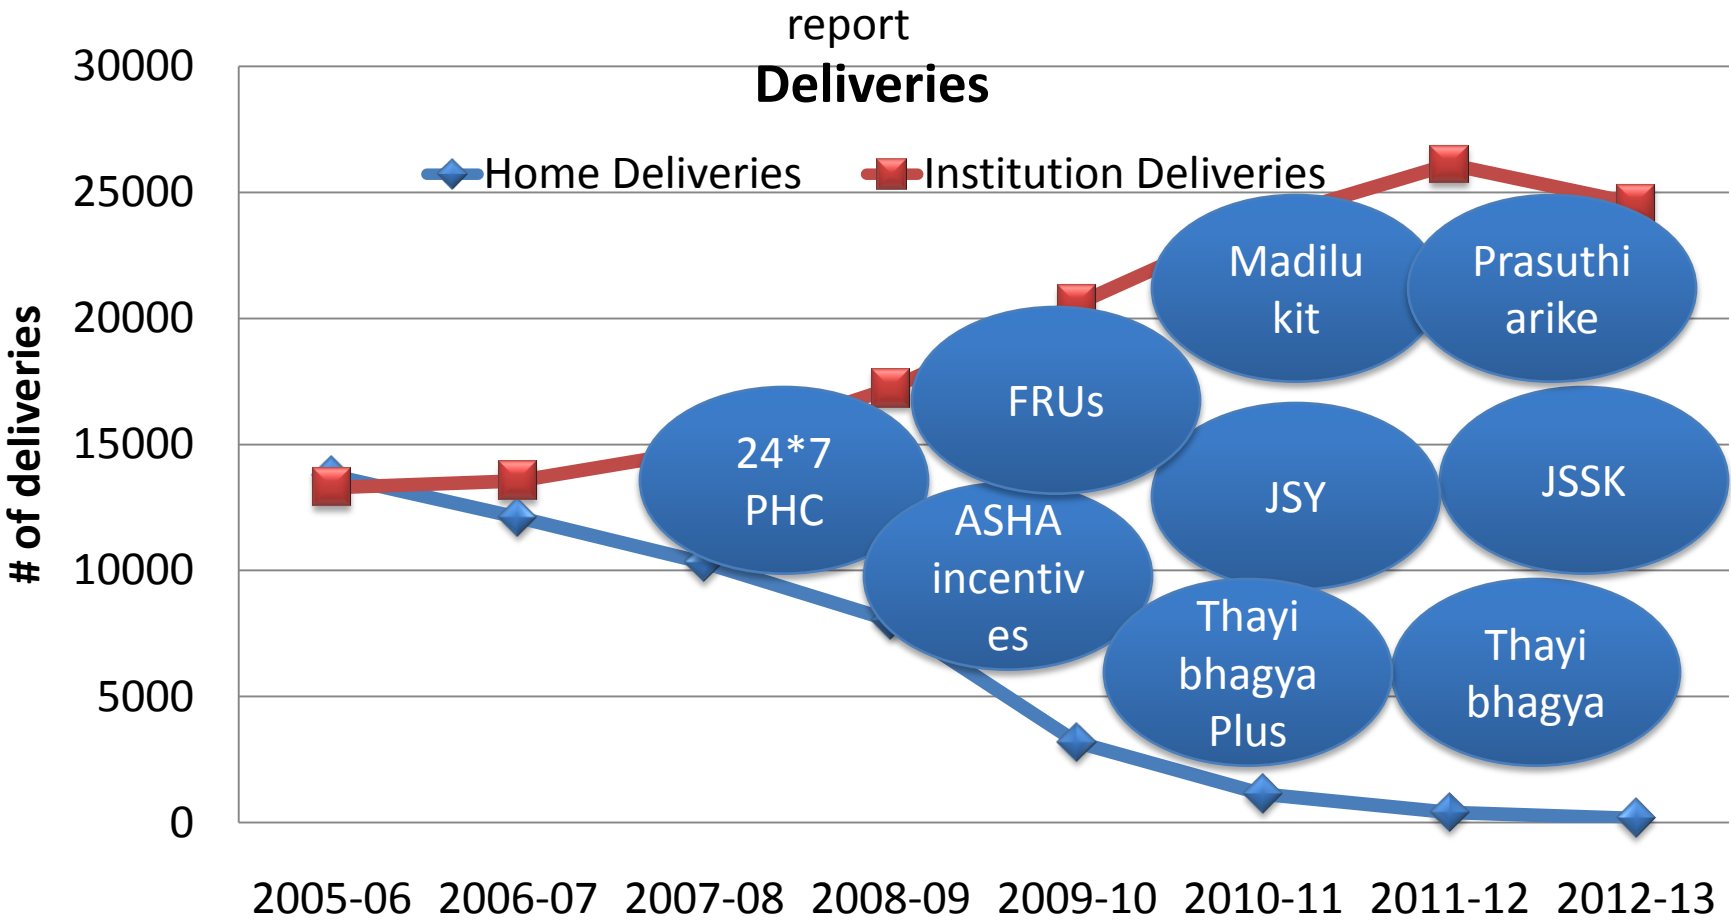 report
Deliveries
Home Deliveries
Institution Deliveries
# of deliveries
30000
25000
20000
15000
10000
5000
0
24*7
PHC
FRUs
ASHA
incentiv
es
Madilu
kit
Prasuthi
arike
JSY
JSSK
Thayi
bhagya
Plus
Thayi
bhagya
2005-06 2006-07 2007-08 2008-09 2009-10 2010-11 2011-12 2012-13